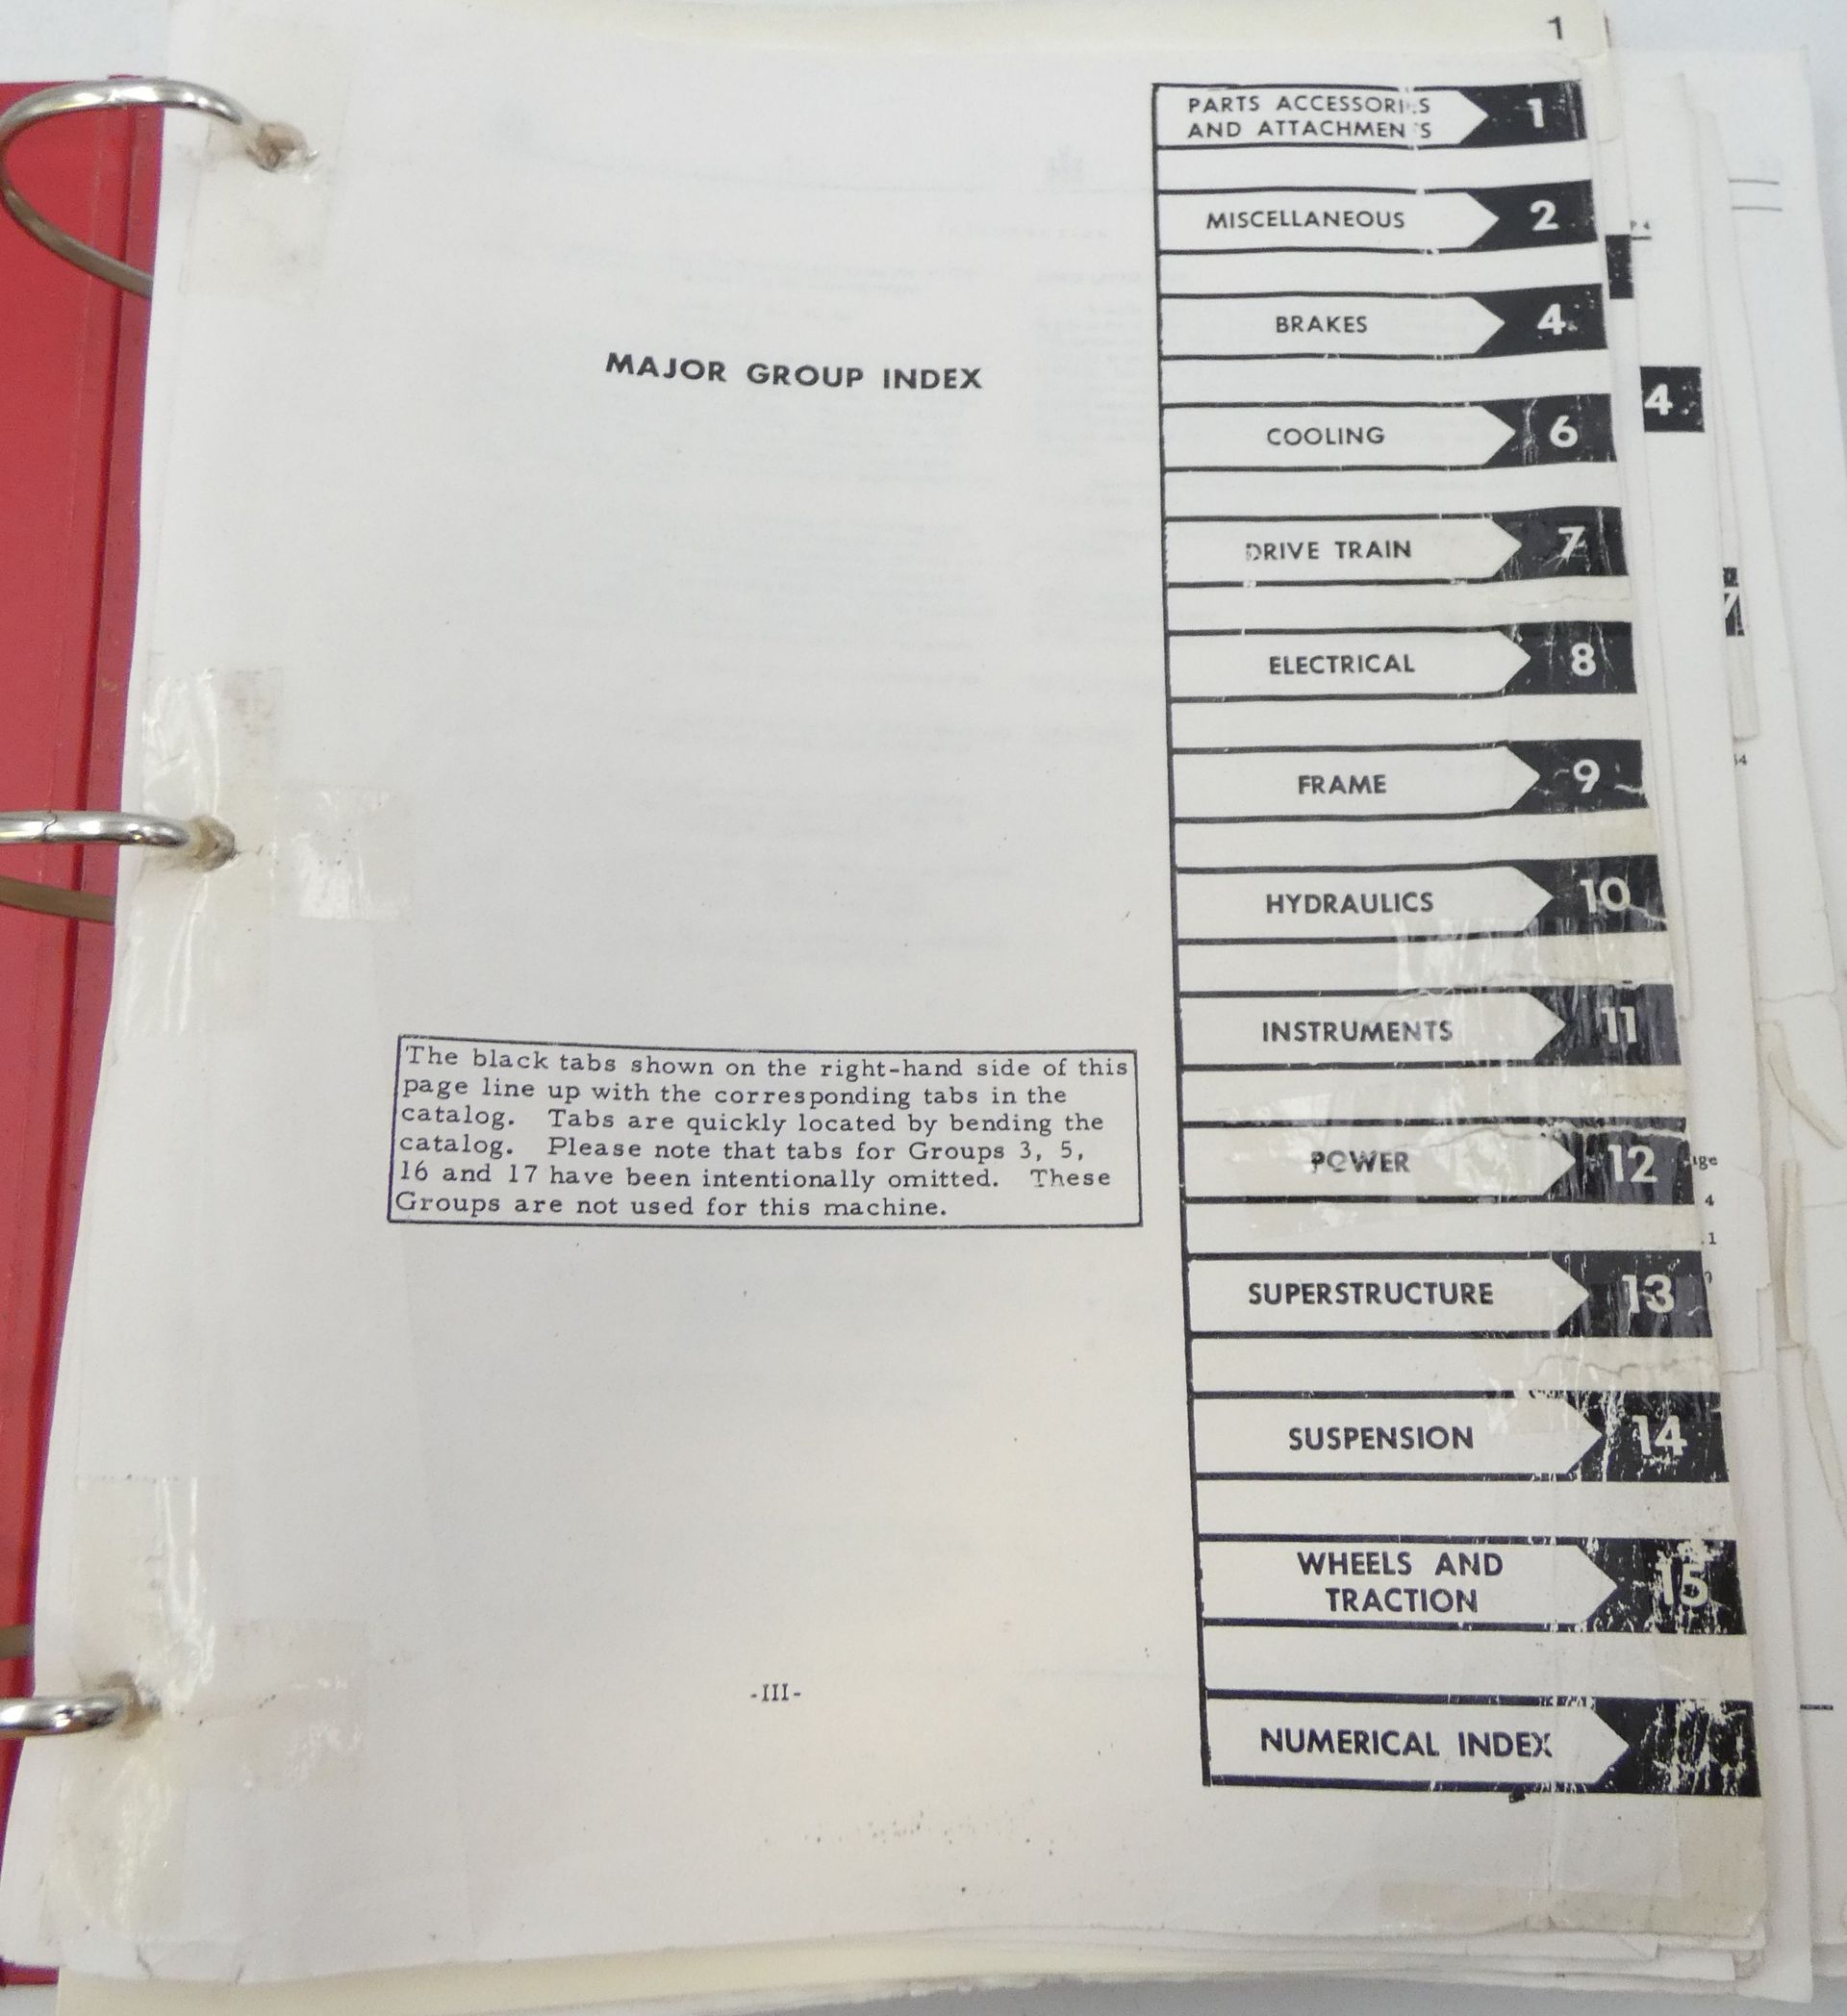 1
PARTS ACCESSORIES
AND ATTACHMENTS
1
MISCELLANEOUS
2
BRAKES
4
MAJOR GROUP INDEX
4
COOLING
6
DRIVE TRAIN
7
7
ELECTRICAL
8
FRAME
9
HYDRAULICS
10
INSTRUMENTS
11
The black tabs shown on the right-hand side of this
page line up with the corresponding tabs in the
catalog. Tabs are quickly located by bending the
catalog. Please note that tabs for Groups 3, 5,
16 and 17 have been intentionally omitted. These
Groups are not used for this machine.
POWER
12
4
SUPERSTRUCTURE
13
SUSPENSION
14
WHEELS AND
TRACTION
15
-III-
NUMERICAL INDEX